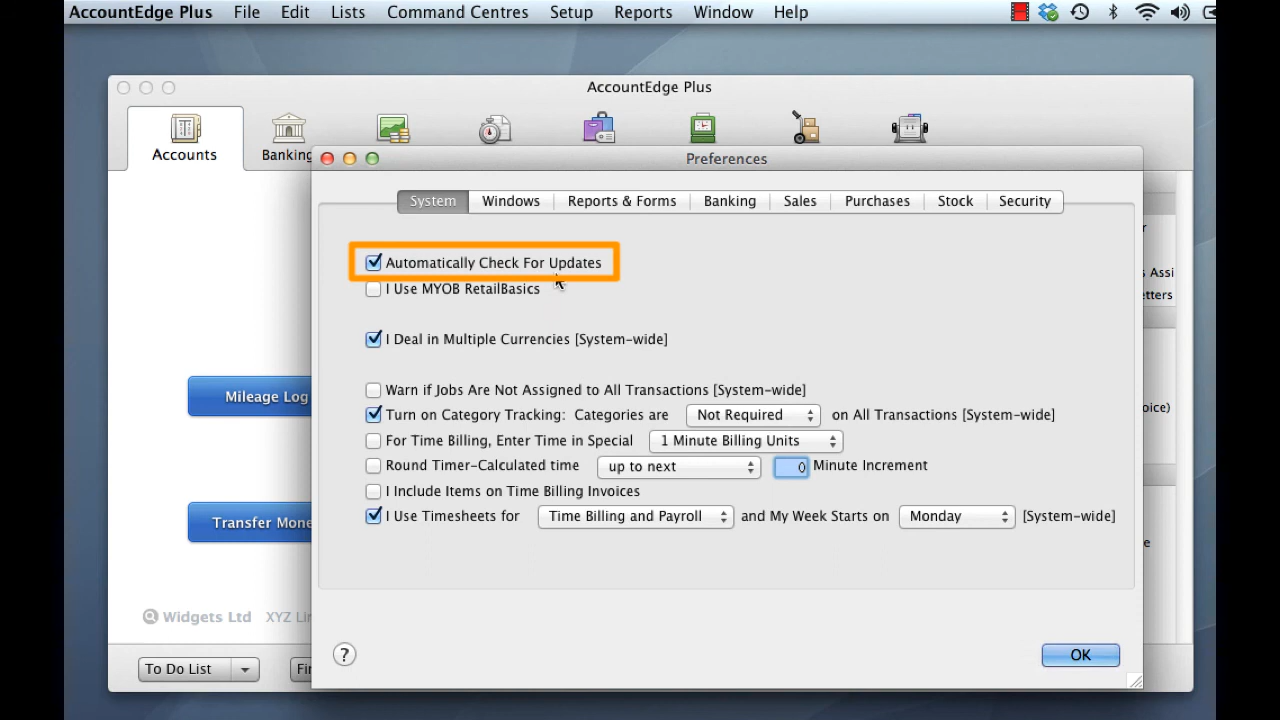 AccountEdge Plus File Edit Lists Command Centres Setup Reports Window Help
AccountEdge Plus
Accounts
Banking
Preferences
System Windows Reports & Forms Banking Sales Purchases Stock Security
Automatically Check For Updates
I Use MYOB RetailBasics
I Deal in Multiple Currencies [System-wide]
Warn if Jobs Are Not Assigned to All Transactions [System-wide]
Turn on Category Tracking: Categories are Not Required on All Transactions [System-wide]
For Time Billing, Enter Time in Special 1 Minute Billing Units
Round Timer-Calculated time up to next 0 Minute Increment
I Include Items on Time Billing Invoices
I Use Timesheets for Time Billing and Payroll and My Week Starts on Monday [System-wide]
Mileage Log
Transfer Mone
Widgets Ltd XYZ Li
? OK
To Do List Fi
r
s Assi
etters
oice)
e